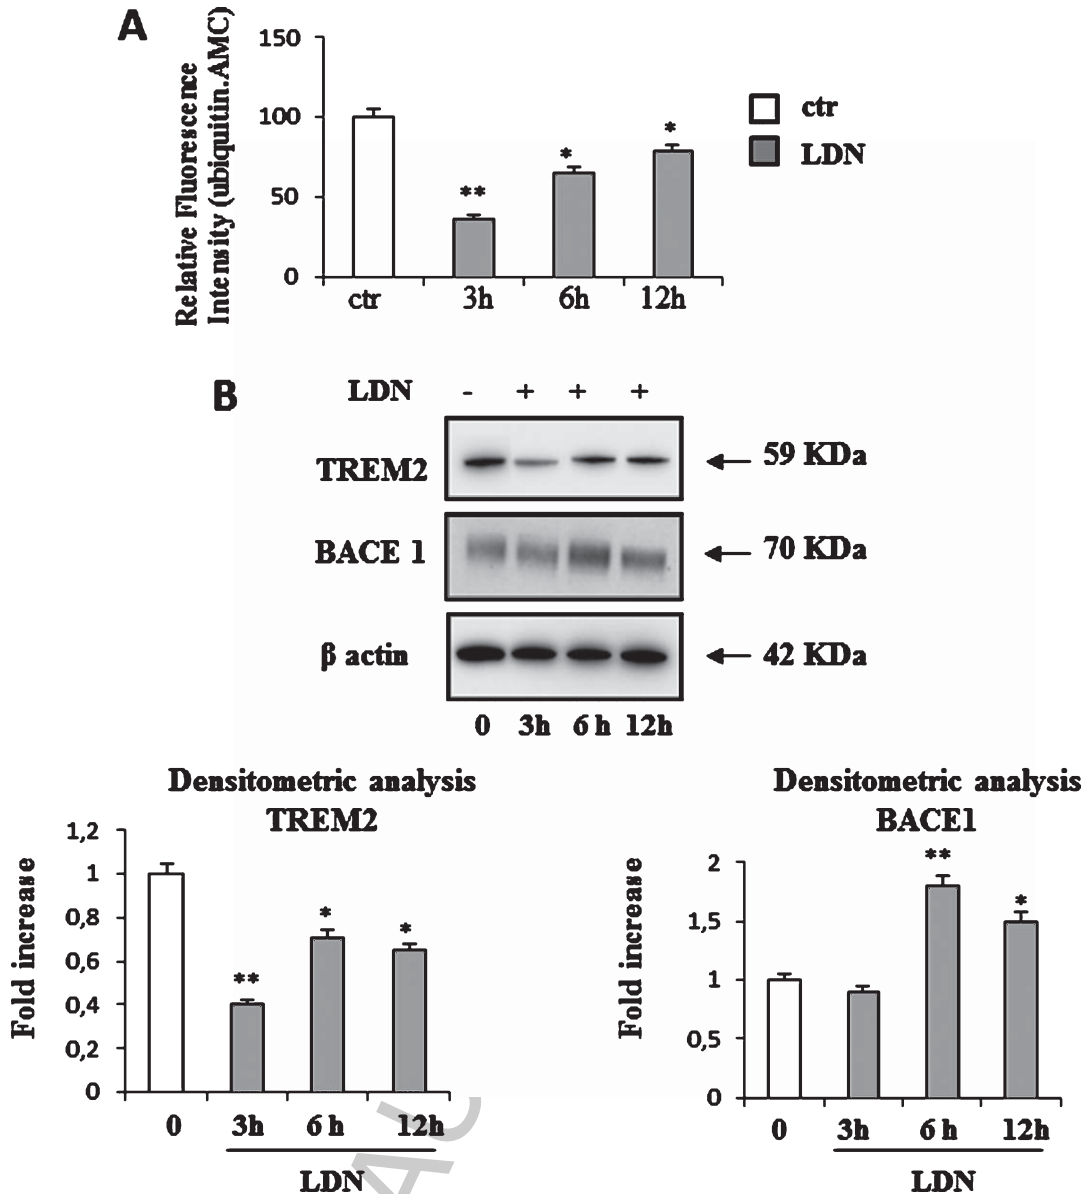 A
Relative Fluorescence
Intensity (ubiquitin.AMC)
150
100
50
0
**
*
*
ctr
3h
6h
12h
ctr
LDN
B
LDN - + + +
TREM2
59 KDa
BACE 1
70 KDa
β actin
42 KDa
0 3h 6 h 12h
Densitometric analysis
TREM2
Fold increase
1,2
1
0,8
0,6
0,4
0,2
0
**
*
*
0 3h 6 h 12h
LDN
Densitometric analysis
BACE1
Fold increase
2
1,5
1
0,5
0
**
*
0 3h 6 h 12h
LDN